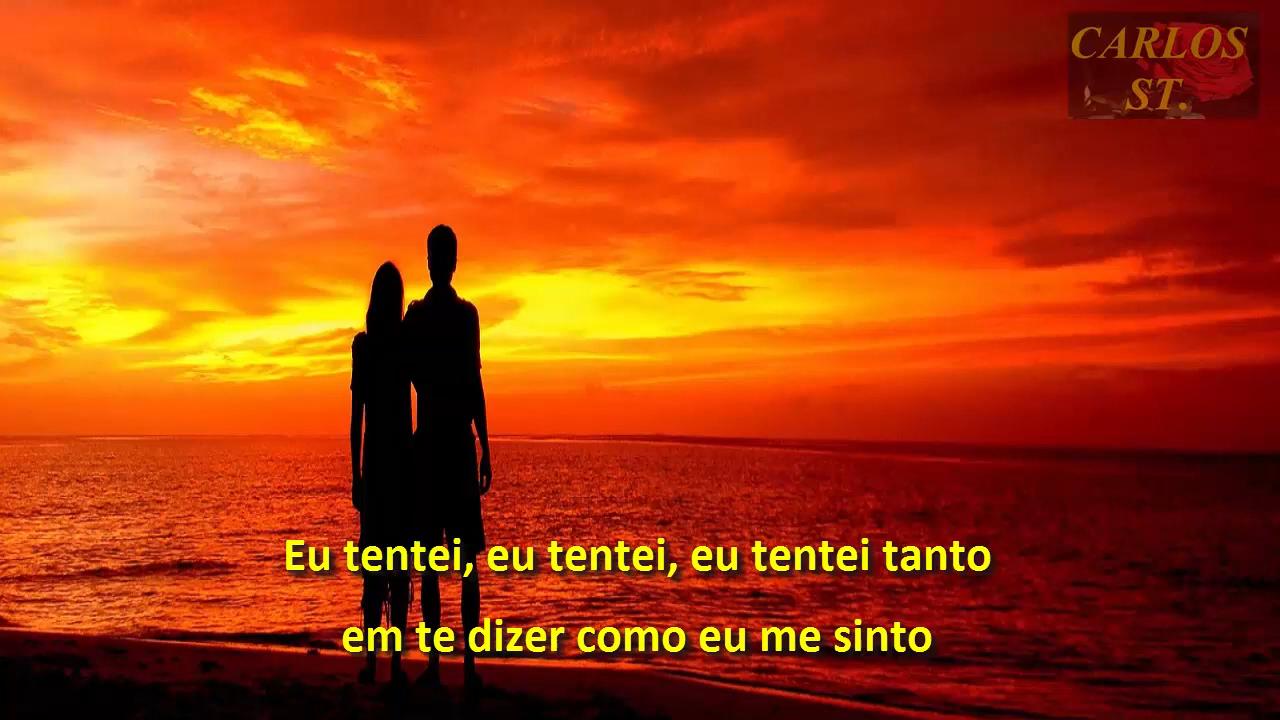 CARLOS
ST.
Eu tentei, eu tentei, eu tentei tanto
em te dizer como eu me sinto